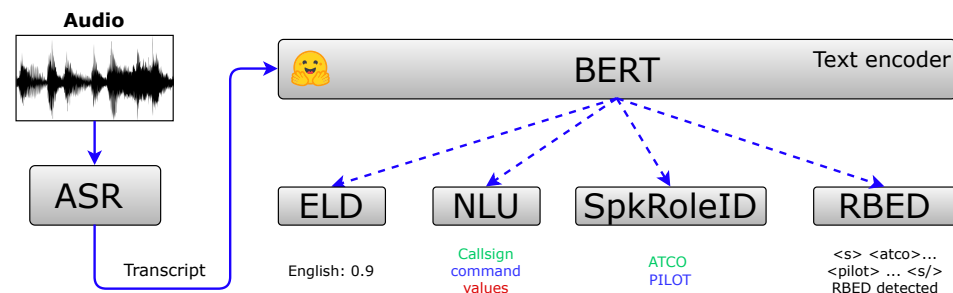 Audio
ASR
Transcript
BERT
Text encoder
ELD
NLU
SpkRoleID
RBED
English: 0.9
Callsign
command
values
ATCO
PILOT
<s> <atco>...
<pilot> ... <s/>
RBED detected